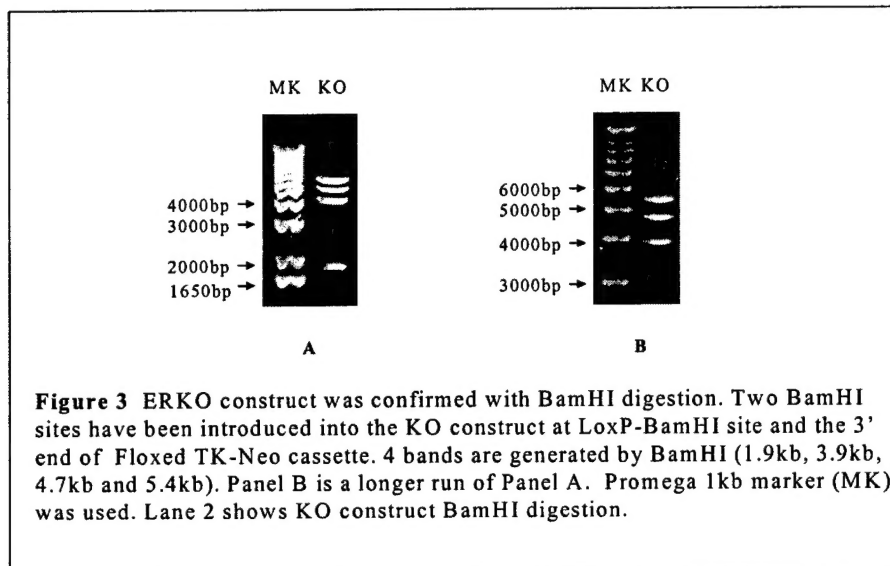 MK KO
MK KO
4000bp →
3000bp →
2000bp →
1650bp →
6000bp →
5000bp →
4000bp →
3000bp →
A
B
Figure 3 ERKO construct was confirmed with BamHI digestion. Two BamHI
sites have been introduced into the KO construct at LoxP-BamHI site and the 3'
end of Floxed TK-Neo cassette. 4 bands are generated by BamHI (1.9kb, 3.9kb,
4.7kb and 5.4kb). Panel B is a longer run of Panel A. Promega 1kb marker (MK)
was used. Lane 2 shows KO construct BamHI digestion.